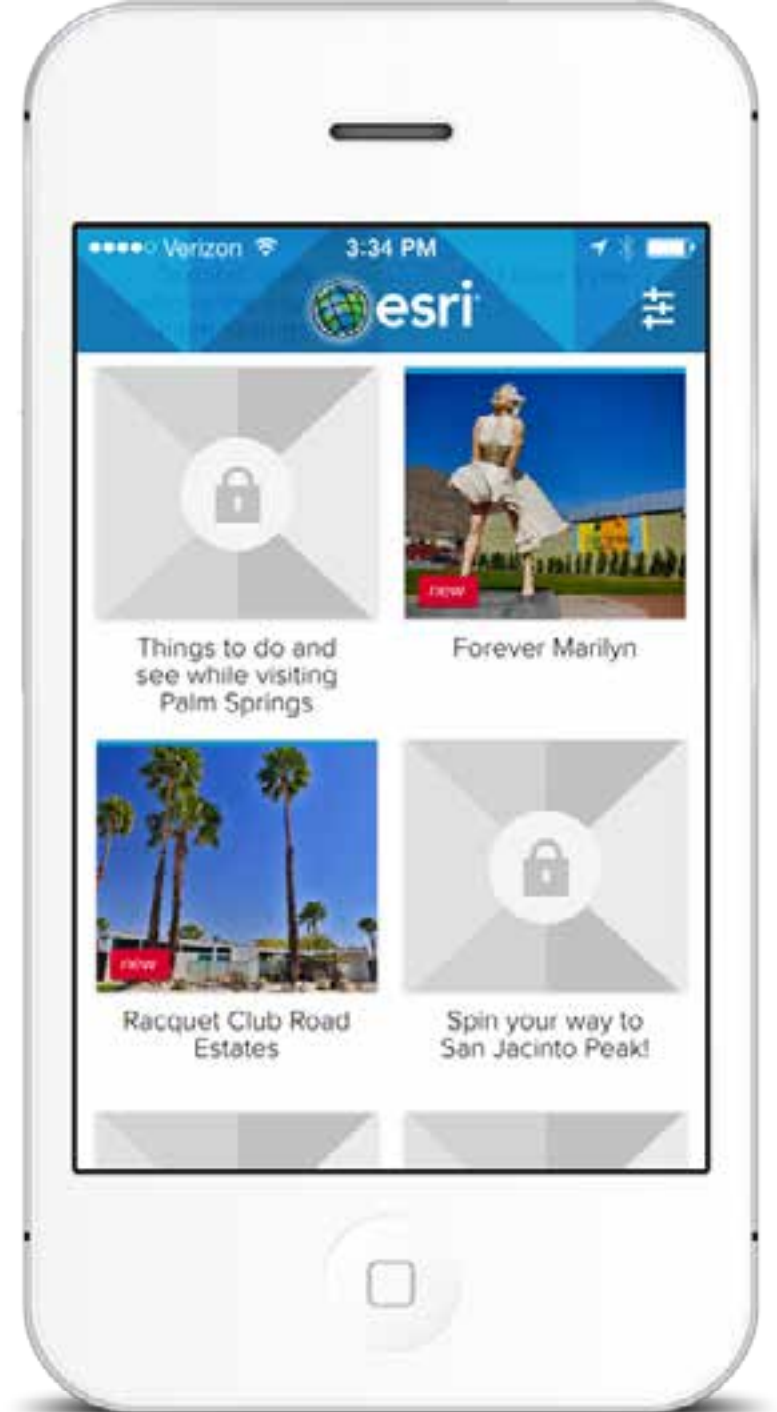 Verizon 3:34 PM
esri
Things to do and
see while visiting
Palm Springs
new
Forever Marilyn
new
Racquet Club Road
Estates
Spin your way to
San Jacinto Peak!